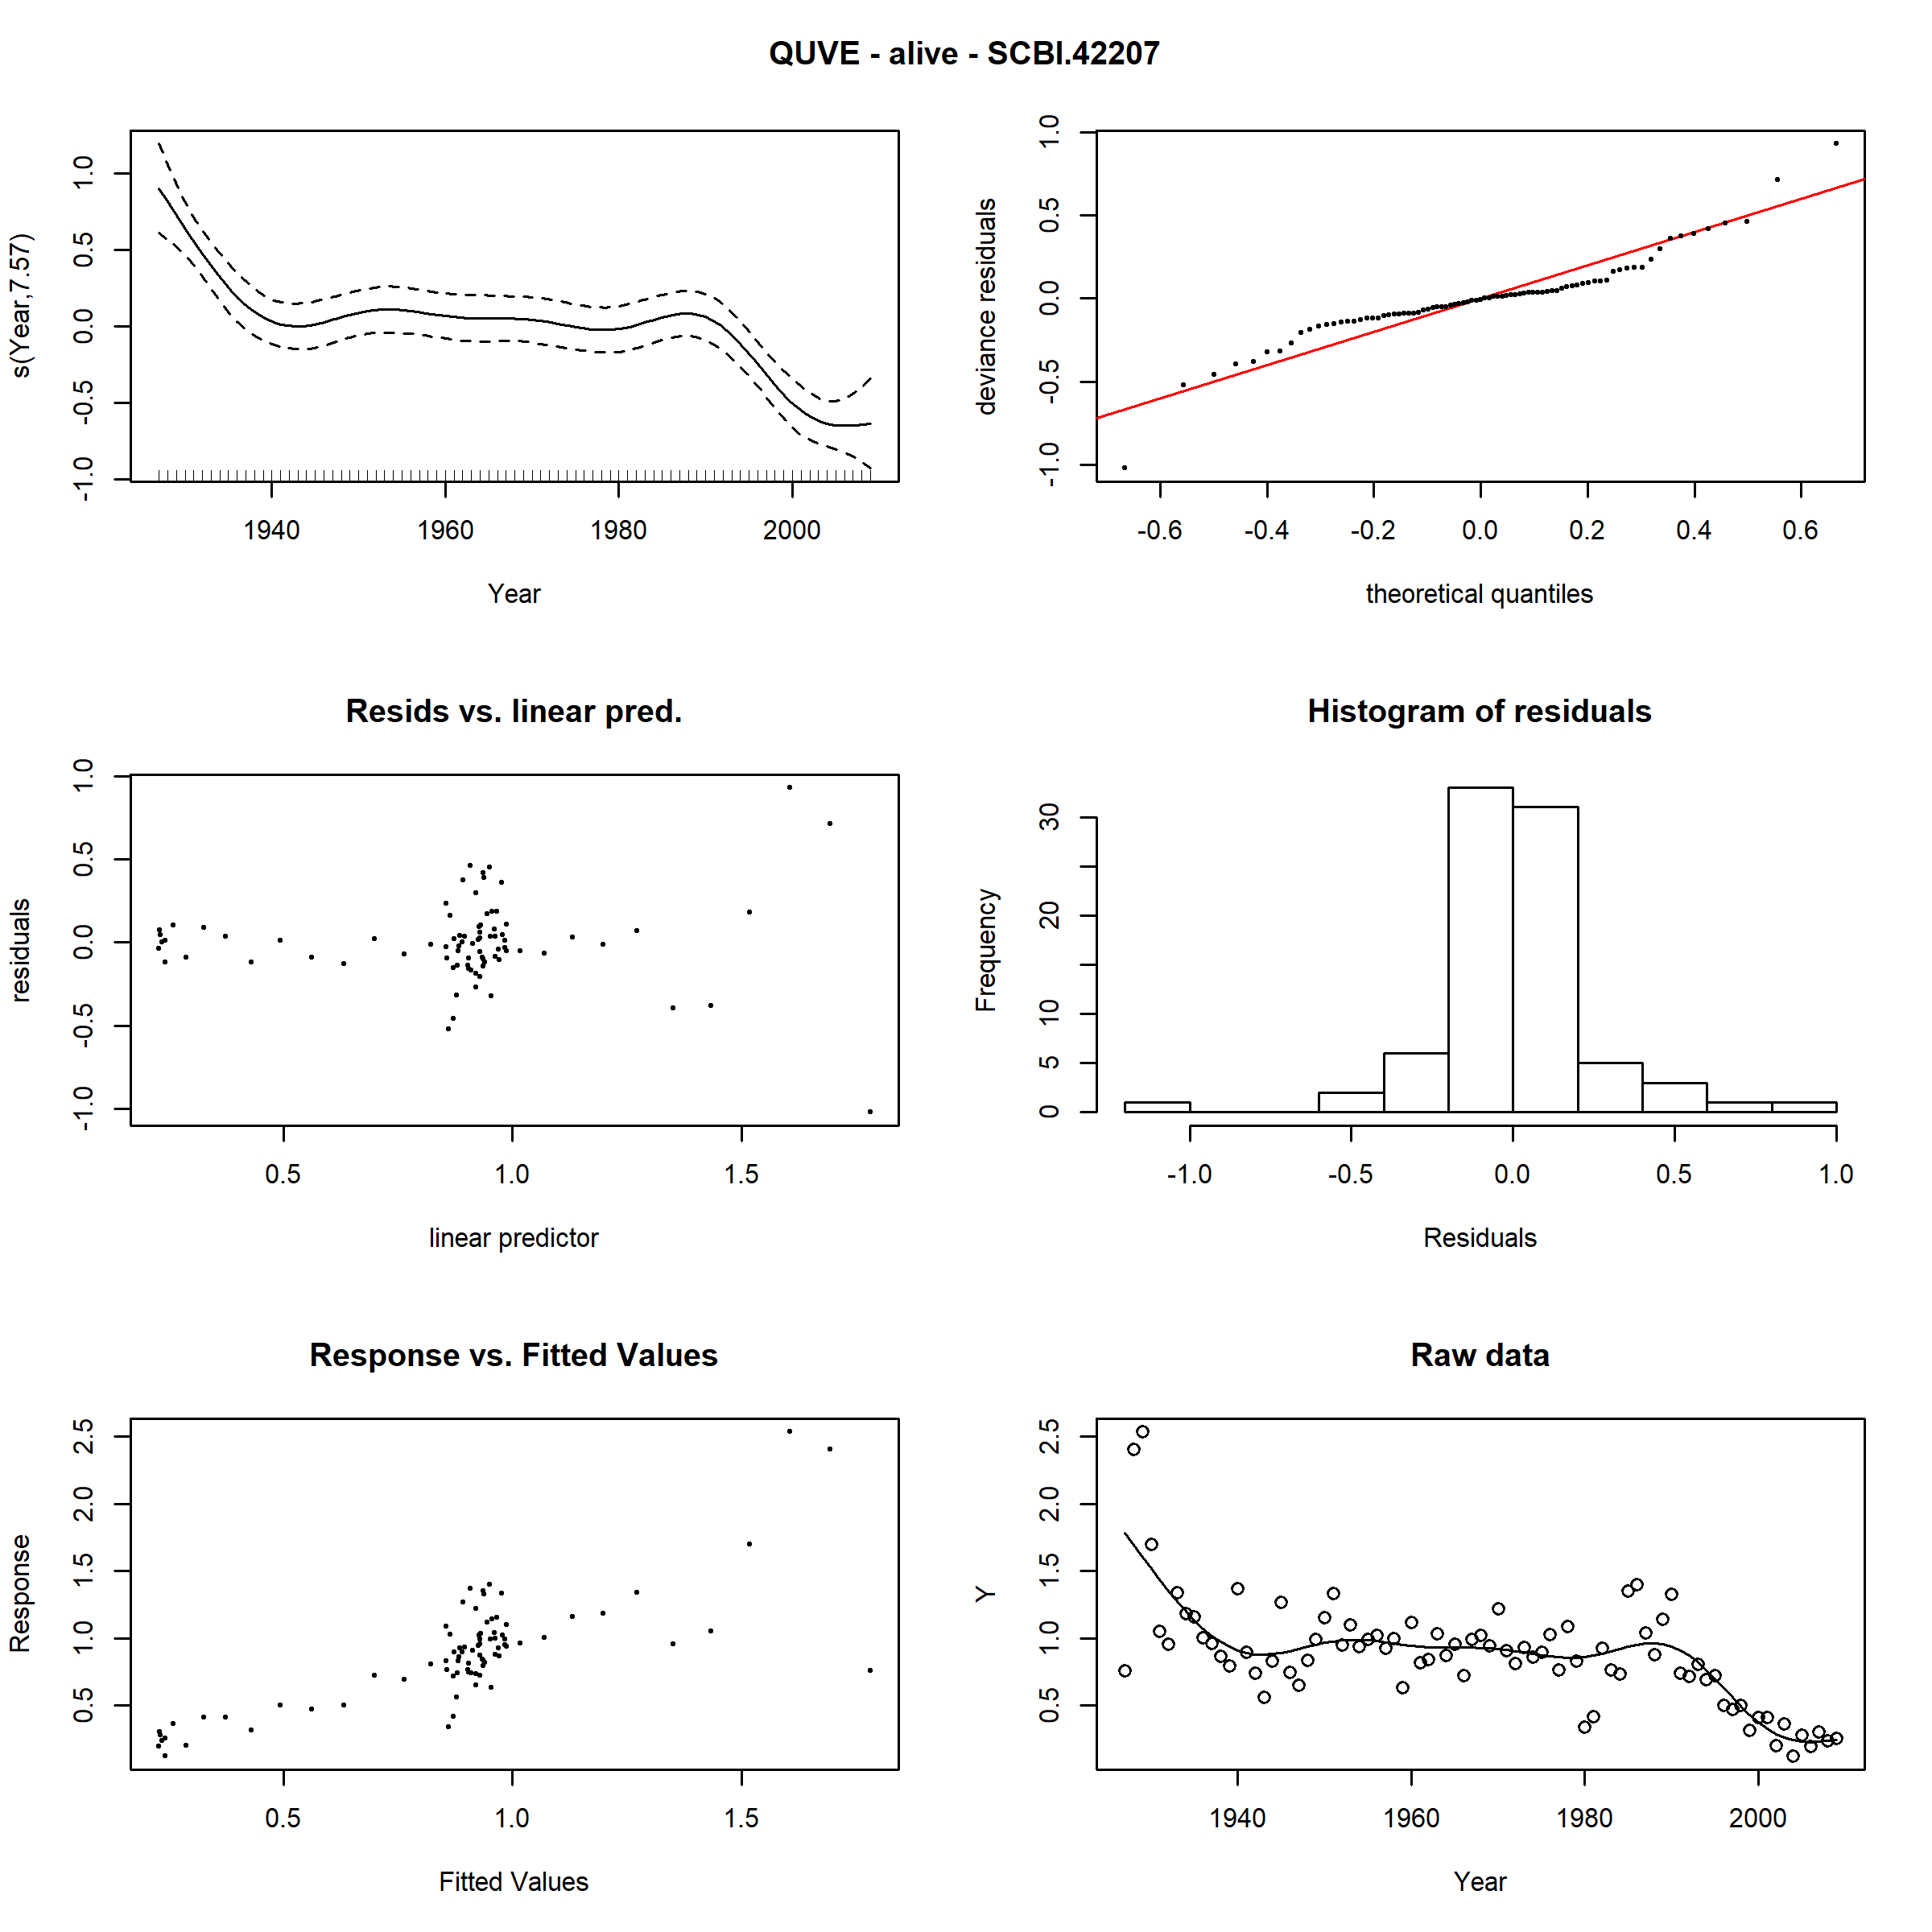 QUVE - alive - SCBI.42207
s(Year,7.57)
-1.0 -0.5 0.0 0.5 1.0
1940 1960 1980 2000
Year
deviance residuals
-1.0 -0.5 0.0 0.5 1.0
-0.6 -0.4 -0.2 0.0 0.2 0.4 0.6
theoretical quantiles
Resids vs. linear pred.
residuals
-1.0 -0.5 0.0 0.5 1.0
0.5 1.0 1.5
linear predictor
Histogram of residuals
Frequency
0 5 10 20 30
-1.0 -0.5 0.0 0.5 1.0
Residuals
Response vs. Fitted Values
Response
0.5 1.0 1.5 2.0 2.5
0.5 1.0 1.5
Fitted Values
Raw data
Y
0.5 1.0 1.5 2.0 2.5
1940 1960 1980 2000
Year